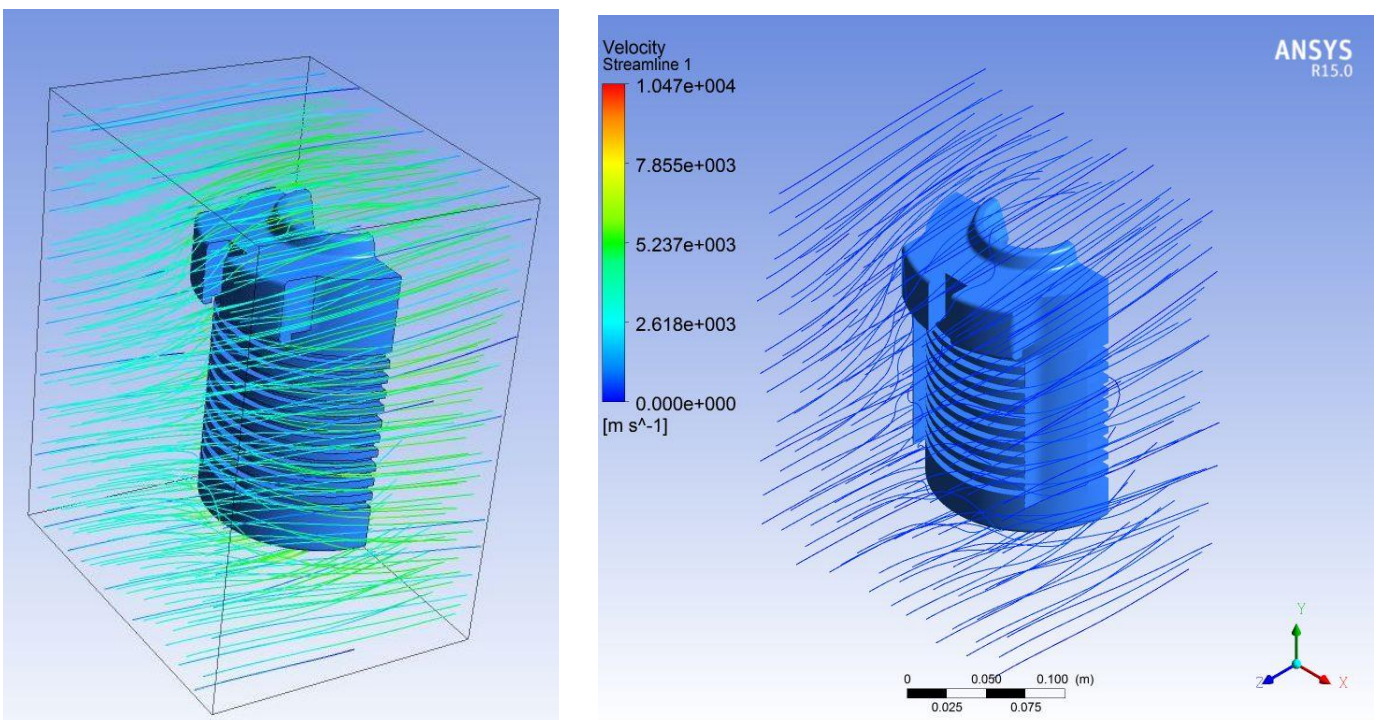 Velocity
Streamline 1
1.047e+004
7.855e+003
5.237e+003
2.618e+003
0.000e+000
[m s^-1]
ANSYS
R15.0
0 0.050 0.100 (m)
0.025 0.075
Y
Z X